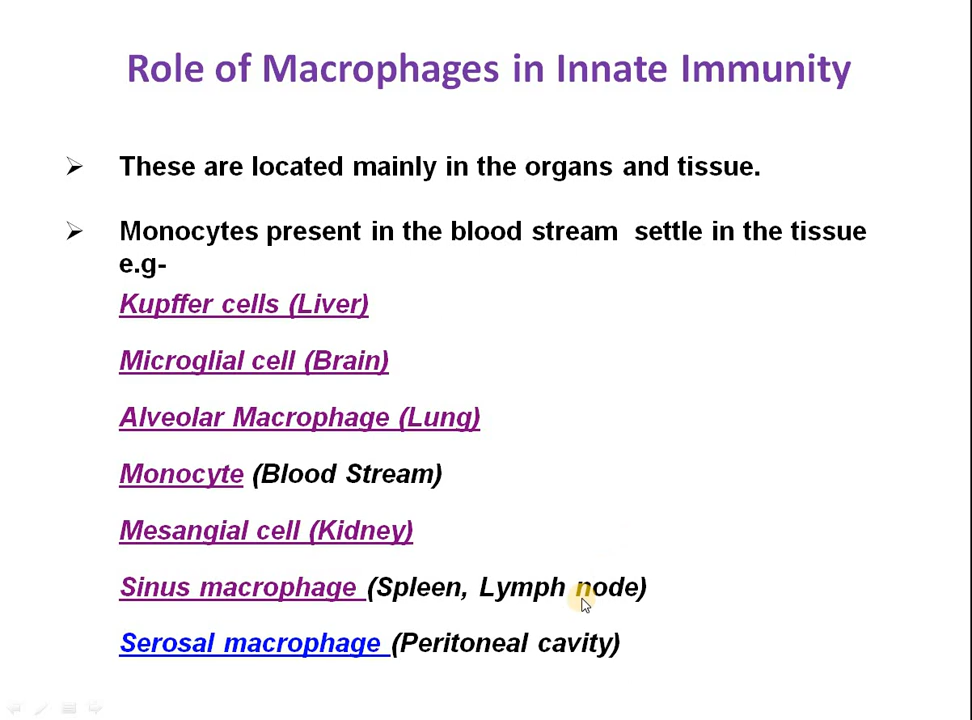 Role of Macrophages in Innate Immunity
➢ These are located mainly in the organs and tissue.
➢ Monocytes present in the blood stream settle in the tissue
e.g-
Kupffer cells (Liver)
Microglial cell (Brain)
Alveolar Macrophage (Lung)
Monocyte (Blood Stream)
Mesangial cell (Kidney)
Sinus macrophage (Spleen, Lymph node)
Serosal macrophage (Peritoneal cavity)